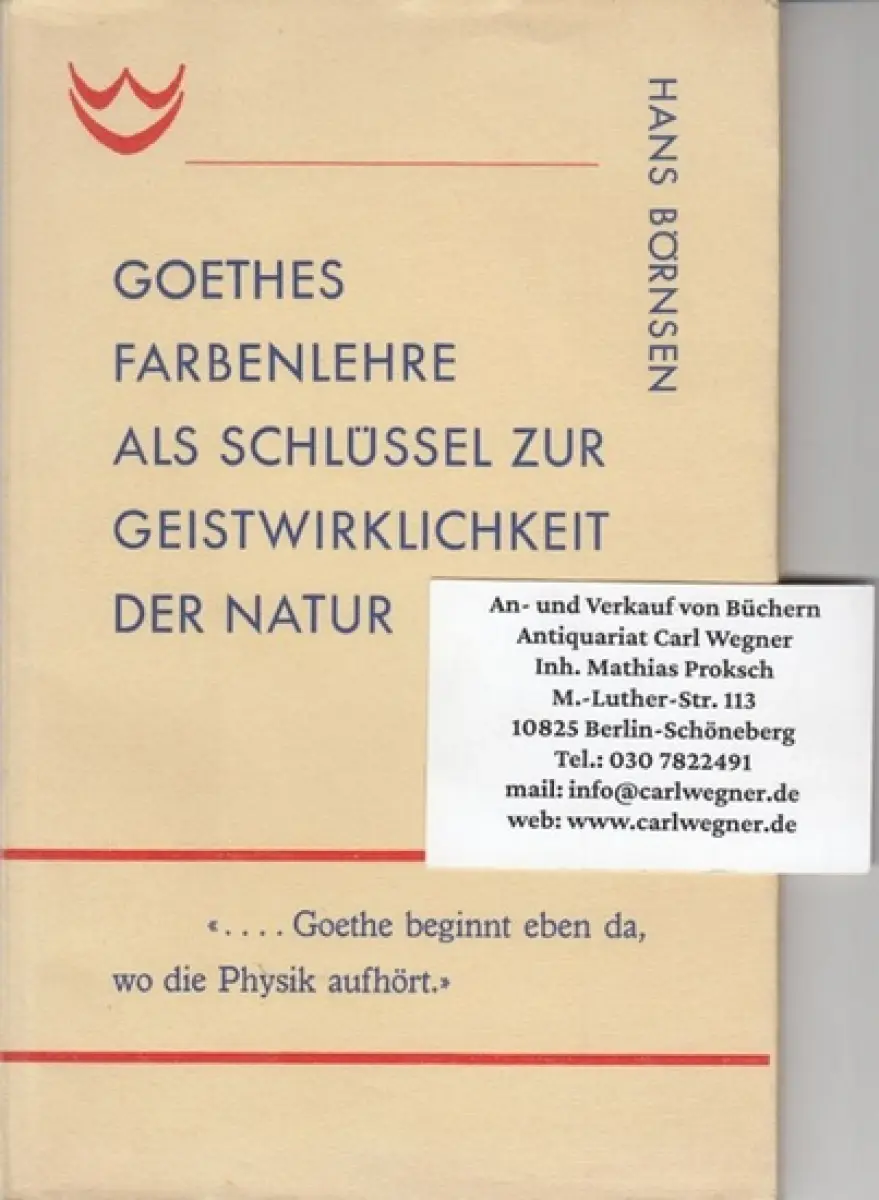 HANS BÖRNSEN
GOETHES
FARBENLEHRE
ALS SCHLÜSSEL ZUR
GEISTWIRKLICHKEIT
DER NATUR
An- und Verkauf von Büchern
Antiquariat Carl Wegner
Inh. Mathias Proksch
M.-Luther-Str. 113
10825 Berlin-Schöneberg
Tel.: 030 7822491
mail: info@carlwegner.de
web: www.carlwegner.de
«.... Goethe beginnt eben da,
wo die Physik aufhört.»